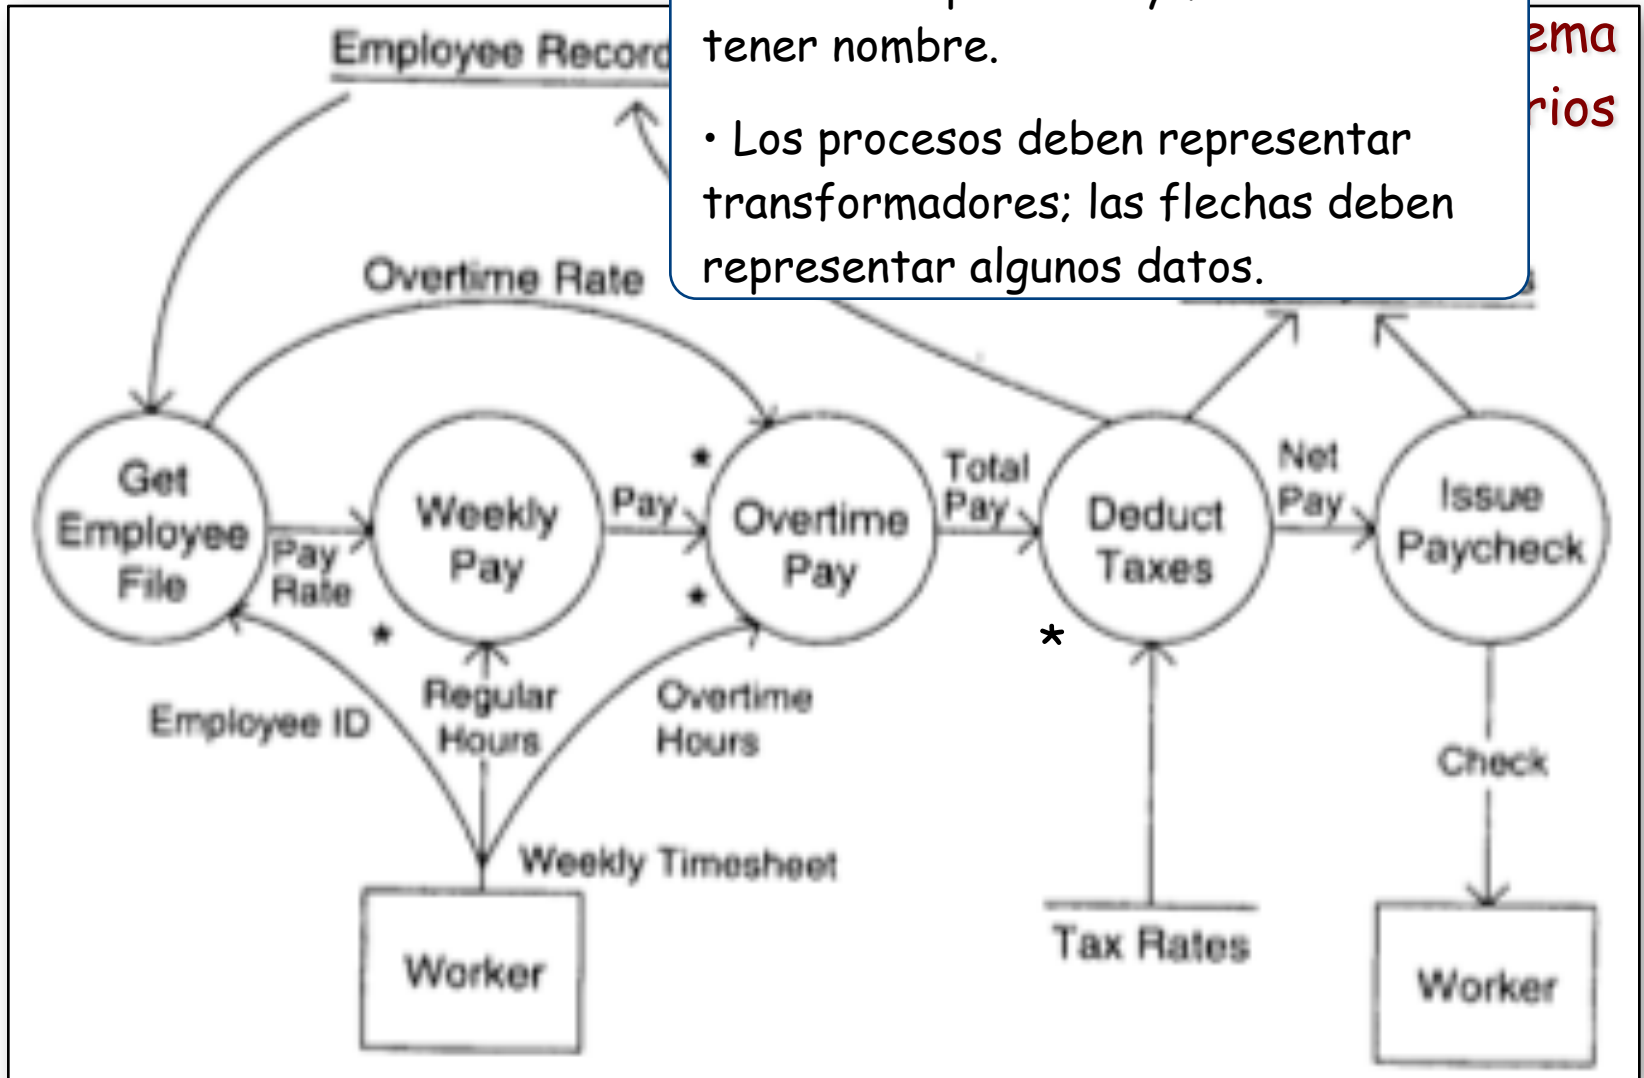 tener nombre.
• Los procesos deben representar
transformadores; las flechas deben
representar algunos datos.
Employee Record
Overtime Rate
Get
Employee
File
Pay
Rate
Weekly
Pay
Pay
*
*
*
Overtime
Pay
Total
Pay
Deduct
Taxes
*
Net
Pay
Issue
Paycheck
Employee ID
Regular
Hours
Overtime
Hours
Check
Weekly Timesheet
Worker
Tax Rates
Worker